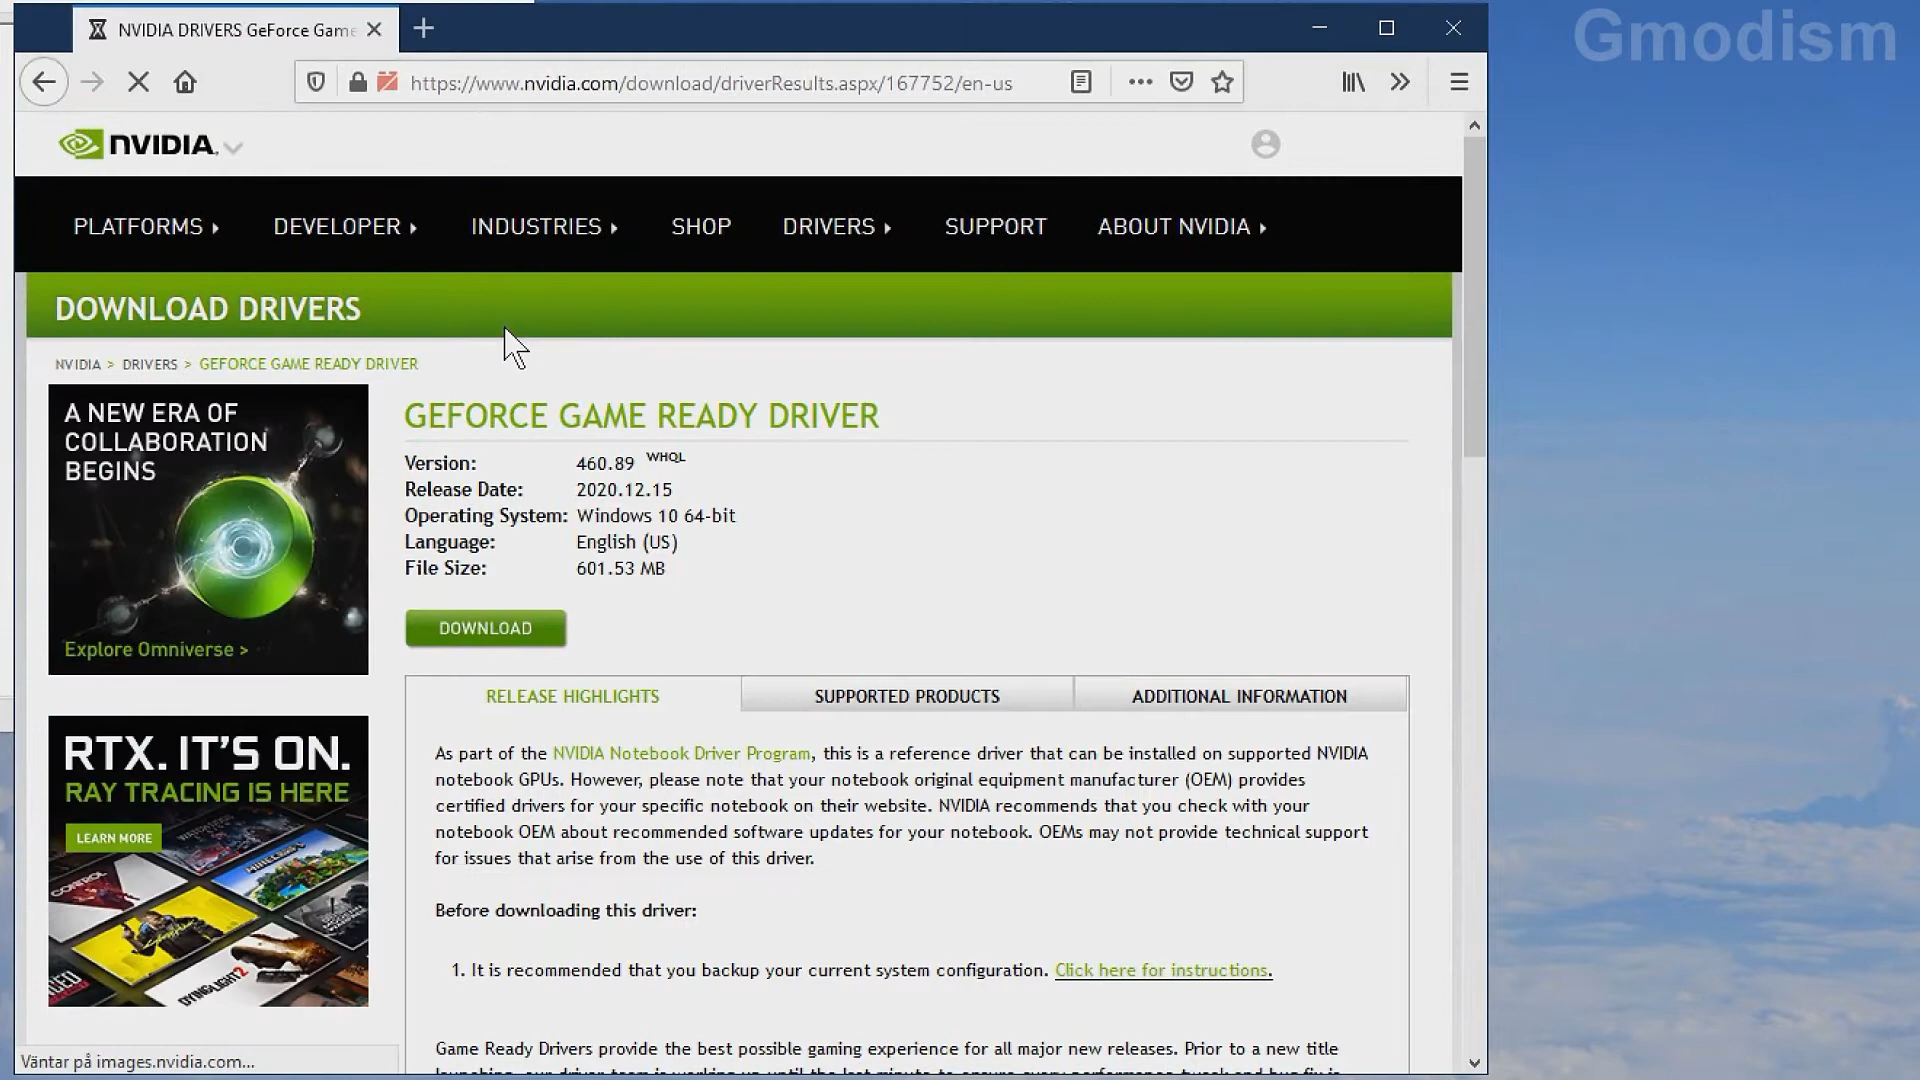 Gmodism
NVIDIA DRIVERS GeForce Game
https://www.nvidia.com/download/driverResults.aspx/167752/en-us
NVIDIA.
PLATFORMS DEVELOPER INDUSTRIES SHOP DRIVERS SUPPORT ABOUT NVIDIA
DOWNLOAD DRIVERS
NVIDIA > DRIVERS > GEFORCE GAME READY DRIVER
A NEW ERA OF
COLLABORATION
BEGINS
Explore Omniverse >
RTX. IT'S ON.
RAY TRACING IS HERE
LEARN MORE
CONTROL
MINECRAFT
DYING LIGHT 2
GEFORCE GAME READY DRIVER
Version: 460.89 WHQL
Release Date: 2020.12.15
Operating System: Windows 10 64-bit
Language: English (US)
File Size: 601.53 MB
DOWNLOAD
RELEASE HIGHLIGHTS SUPPORTED PRODUCTS ADDITIONAL INFORMATION
As part of the NVIDIA Notebook Driver Program, this is a reference driver that can be installed on supported NVIDIA
notebook GPUs. However, please note that your notebook original equipment manufacturer (OEM) provides
certified drivers for your specific notebook on their website. NVIDIA recommends that you check with your
notebook OEM about recommended software updates for your notebook. OEMs may not provide technical support
for issues that arise from the use of this driver.
Before downloading this driver:
1. It is recommended that you backup your current system configuration. Click here for instructions.
Game Ready Drivers provide the best possible gaming experience for all major new releases. Prior to a new title
Väntar på images.nvidia.com...